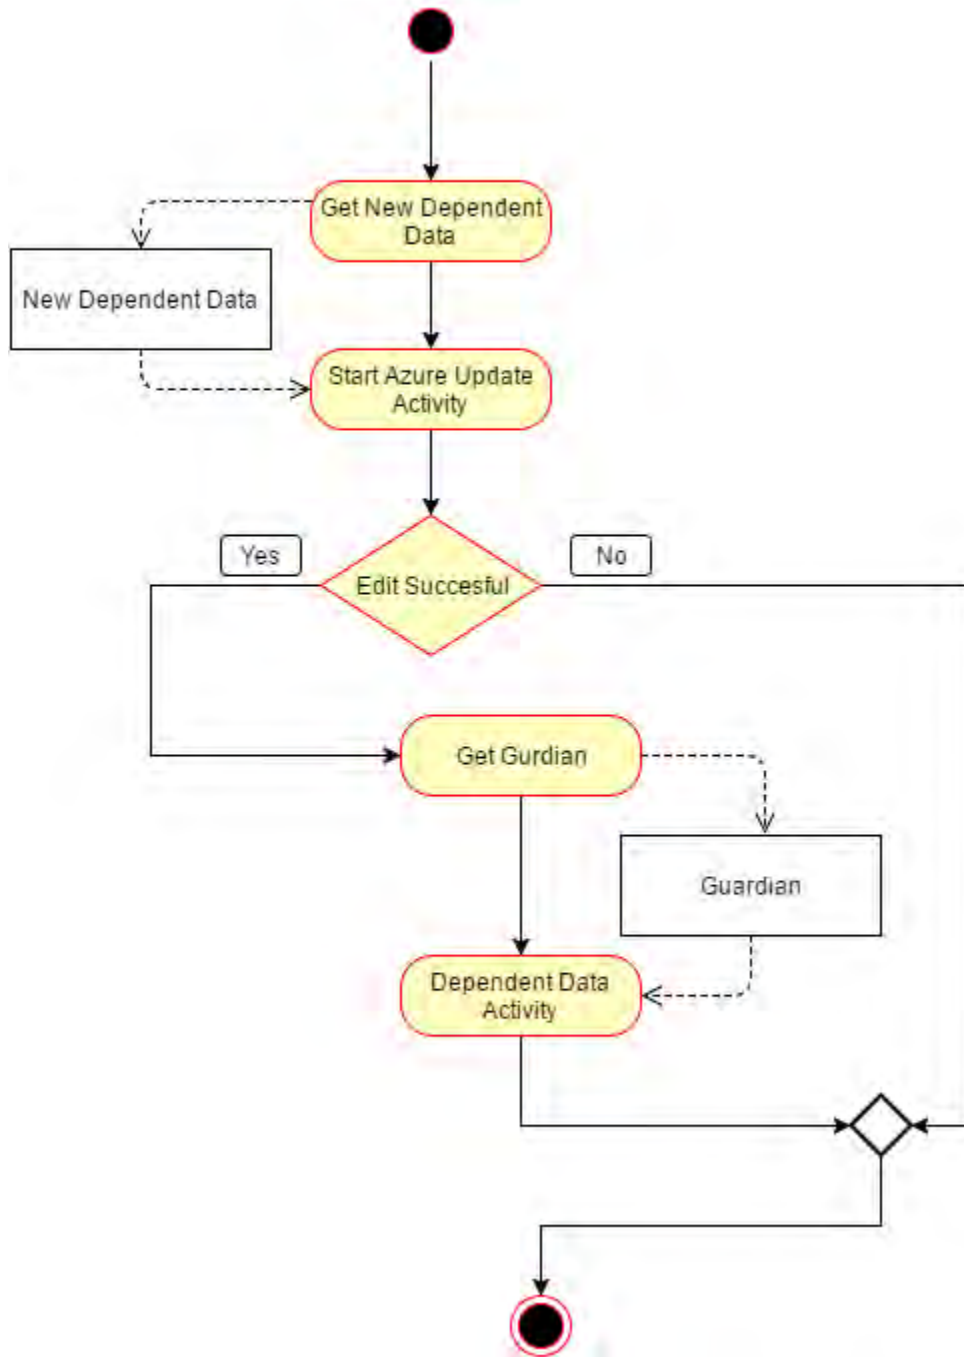 Get New Dependent
Data
New Dependent Data
Start Azure Update
Activity
Yes
No
Edit Succesful
Get Gurdian
Guardian
Dependent Data
Activity